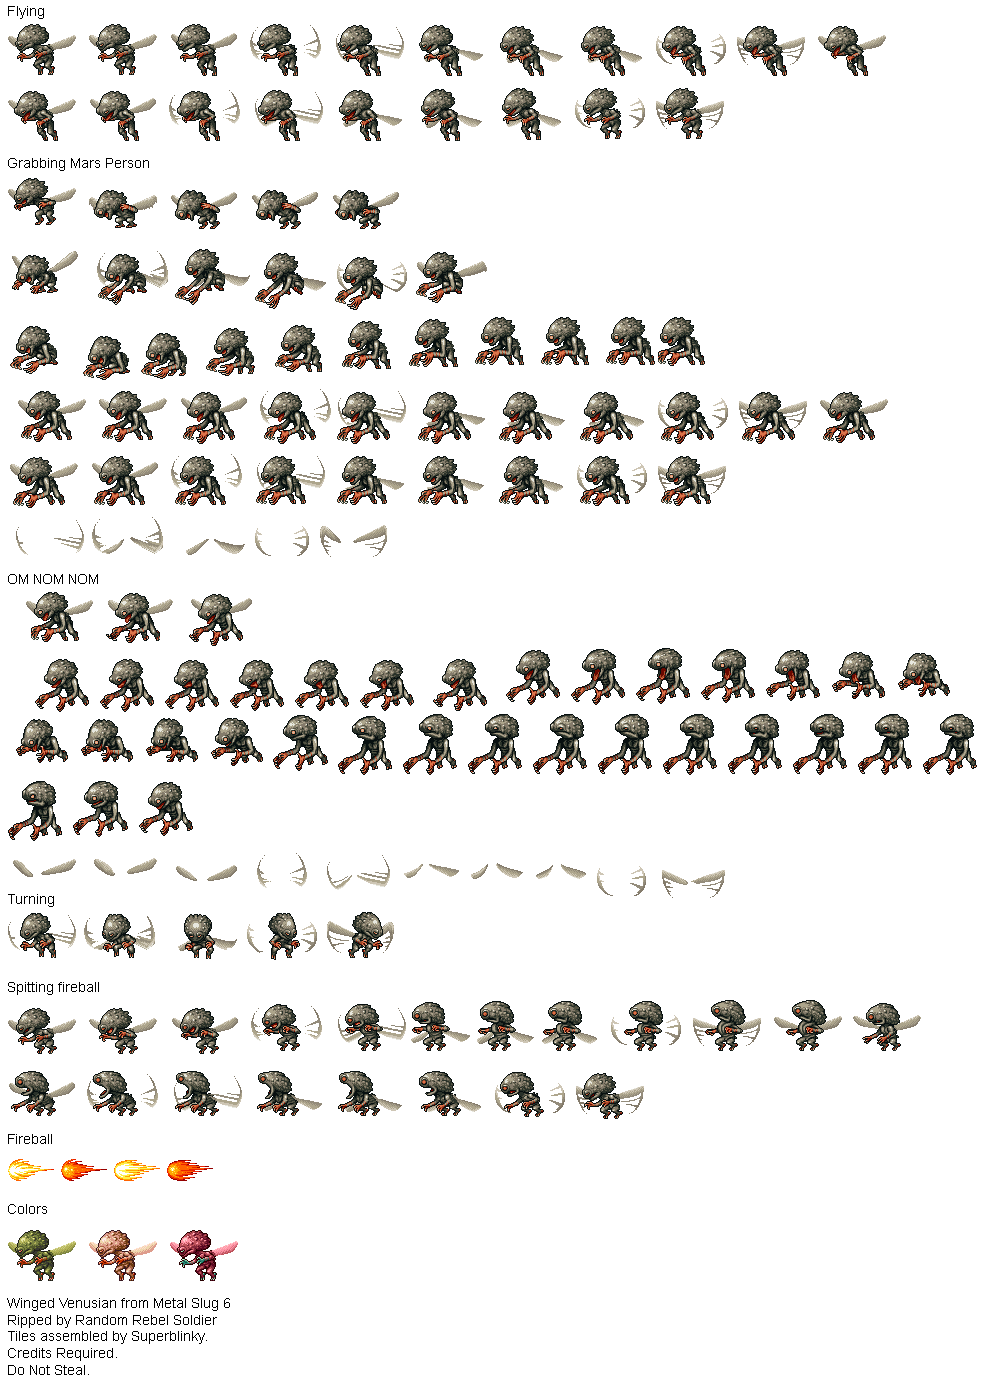 Flying
Grabbing Mars Person
OM NOM NOM
Turning
Spitting fireball
Fireball
Colors
Winged Venusian from Metal Slug 6
Ripped by Random Rebel Soldier
Tiles assembled by Superblinky.
Credits Required.
Do Not Steal.